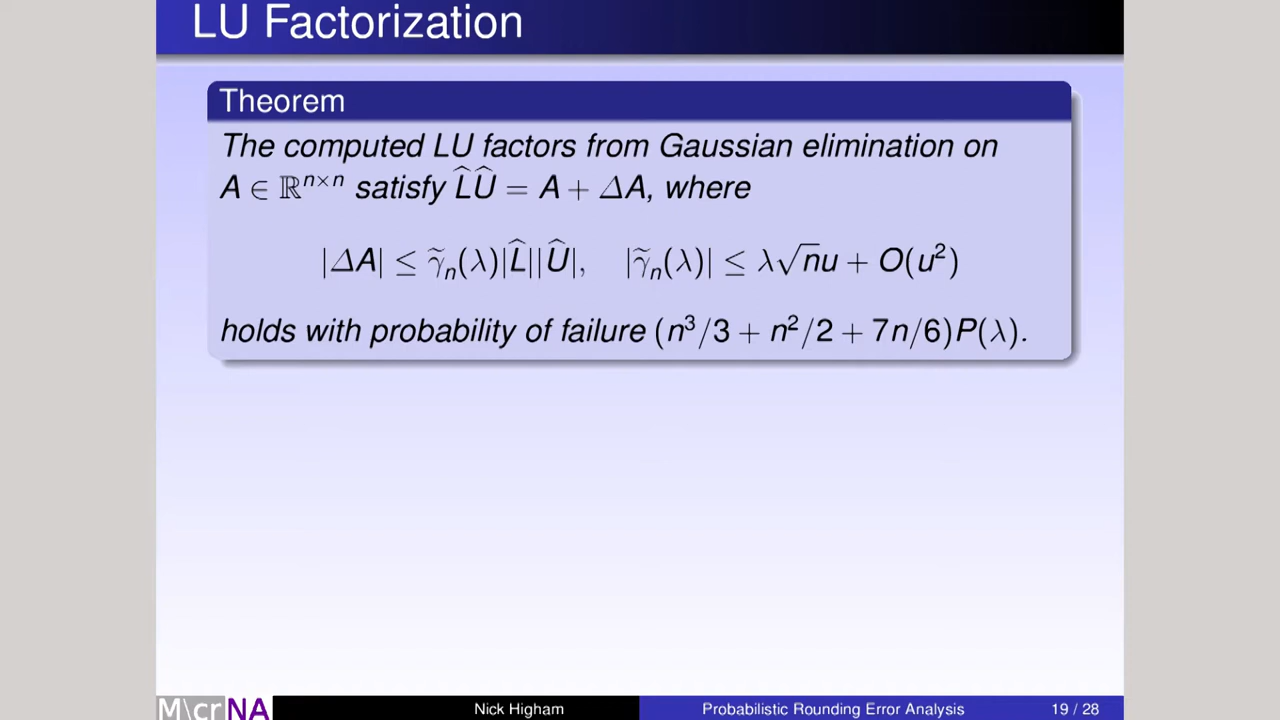 LU Factorization
Theorem
The computed LU factors from Gaussian elimination on
A ∈ ℝⁿˣⁿ satisfy L̂Û = A + ΔA, where
|ΔA| ≤ γ̃ₙ(λ)|L̂||Û|, |γ̃ₙ(λ)| ≤ λ√nu + O(u²)
holds with probability of failure (n³/3 + n²/2 + 7n/6)P(λ).
M\crNA Nick Higham Probabilistic Rounding Error Analysis 19 / 28